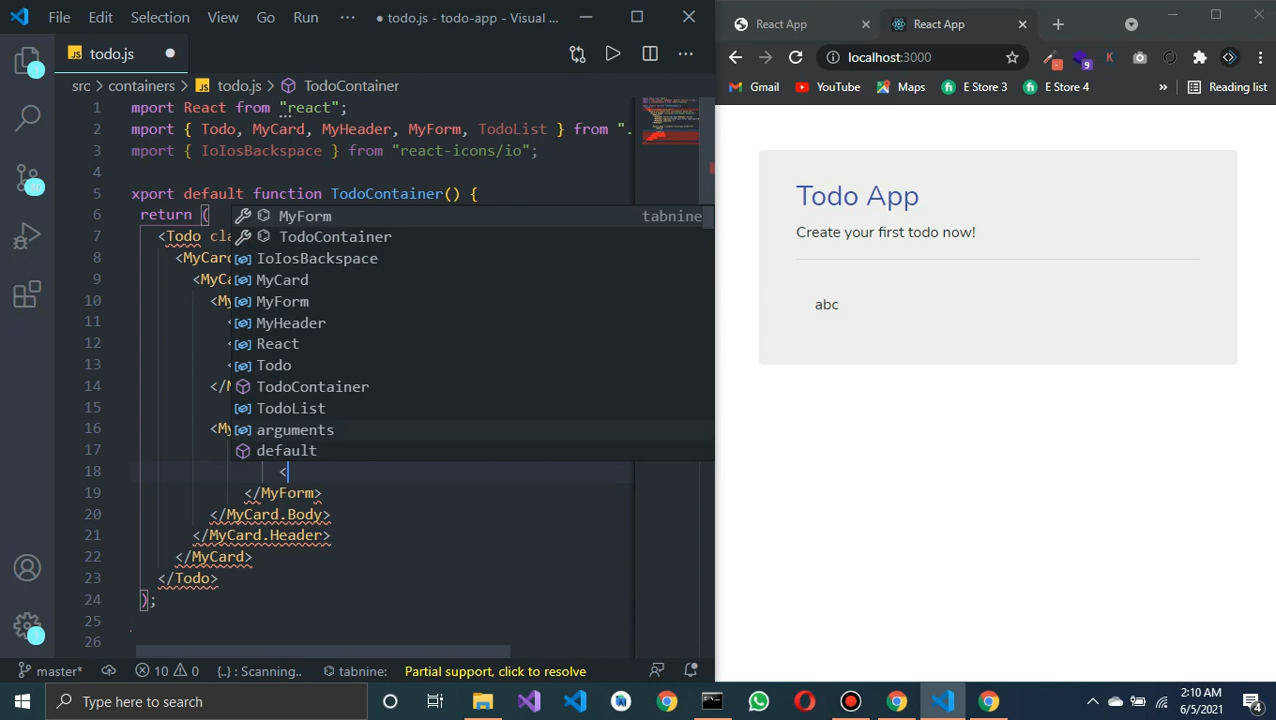 File Edit Selection View Go Run ··· ● todo.js - todo-app - Visual ...
JS todo.js ●
src > containers > JS todo.js > TodoContainer
1 mport React from "react";
2 mport { Todo, MyCard, MyHeader, MyForm, TodoList } from ".
3 mport { IoIosBackspace } from "react-icons/io";
4
5 xport default function TodoContainer() {
6 return (
7 <Todo cla
8 <MyCard
9 <MyCa
10 <My
11 <
12 <
13 <
14 </M
15
16 <My
17
18 <
19 </MyForm>
20 </MyCard.Body>
21 </MyCard.Header>
22 </MyCard>
23 </Todo>
24 );
25
26
MyForm tabnine
TodoContainer
IoIosBackspace
MyCard
MyForm
MyHeader
React
Todo
TodoContainer
TodoList
arguments
default
master* 10 0 {..} : Scanning.. tabnine: Partial support, click to resolve
React App
React App
localhost:3000
9
K
Gmail YouTube Maps E Store 3 E Store 4 » Reading list
Todo App
Create your first todo now!
abc
Type here to search
2:10 AM
6/5/2021
4